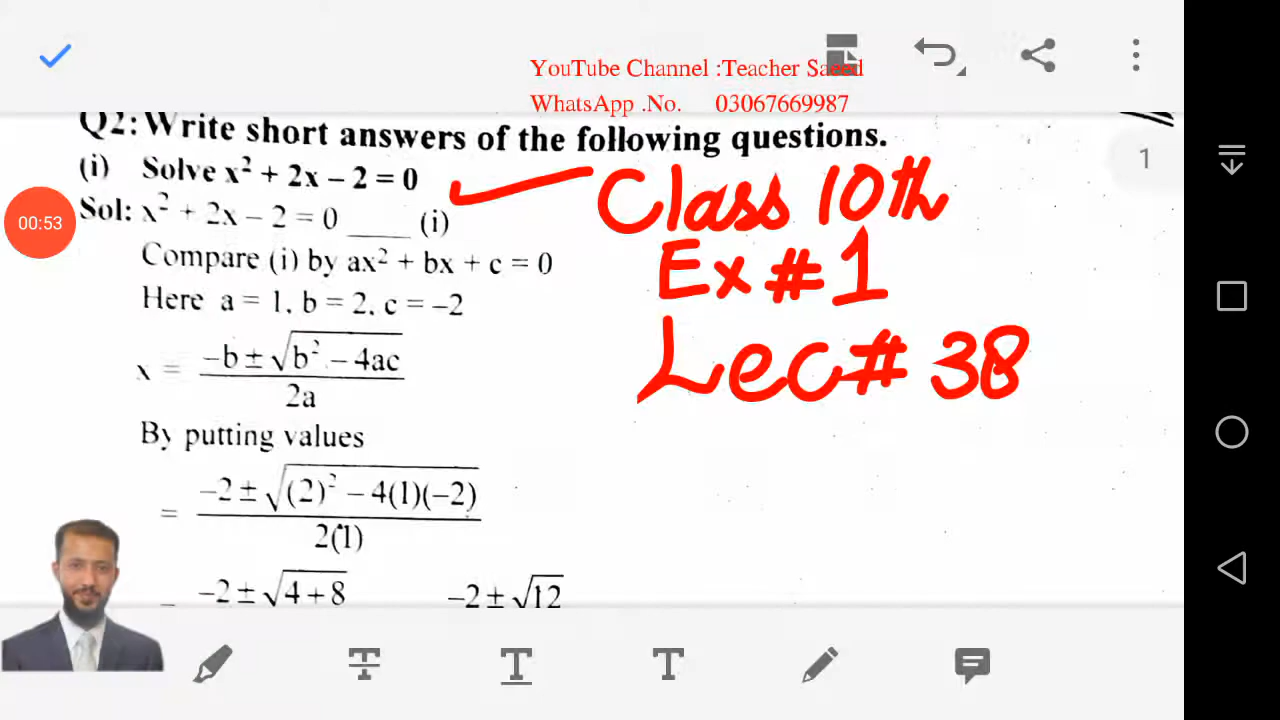 YouTube Channel :Teacher Saeed
WhatsApp .No. 03067669987
Q2: Write short answers of the following questions.
1
(i) Solve x² + 2x – 2 = 0
Class 10th
00:53
Sol: x² + 2x – 2 = 0 ____ (i)
Compare (i) by ax² + bx + c = 0
Ex # 1
Here a = 1, b = 2, c = –2
Lec# 38
x = (–b ± √(b² – 4ac)) / 2a
By putting values
= (–2 ± √((2)² – 4(1)(–2))) / 2(1)
= –2 ± √(4 + 8) –2 ± √12
T T T